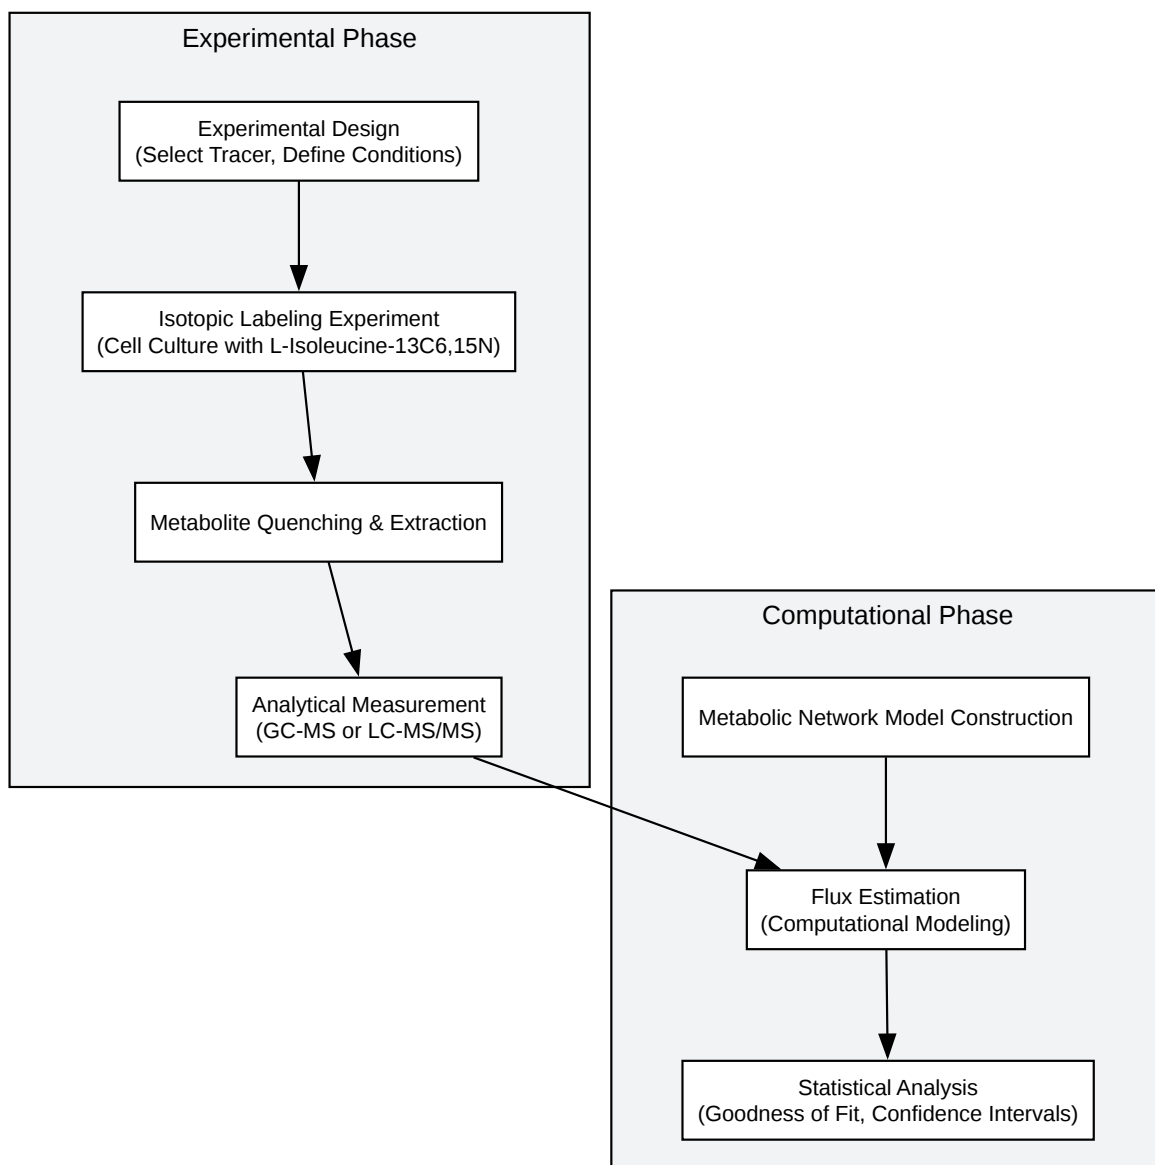 Experimental Phase
Experimental Design
(Select Tracer, Define Conditions)
Isotopic Labeling Experiment
(Cell Culture with L-Isoleucine-13C6,15N)
Metabolite Quenching & Extraction
Analytical Measurement
(GC-MS or LC-MS/MS)
Computational Phase
Metabolic Network Model Construction
Flux Estimation
(Computational Modeling)
Statistical Analysis
(Goodness of Fit, Confidence Intervals)